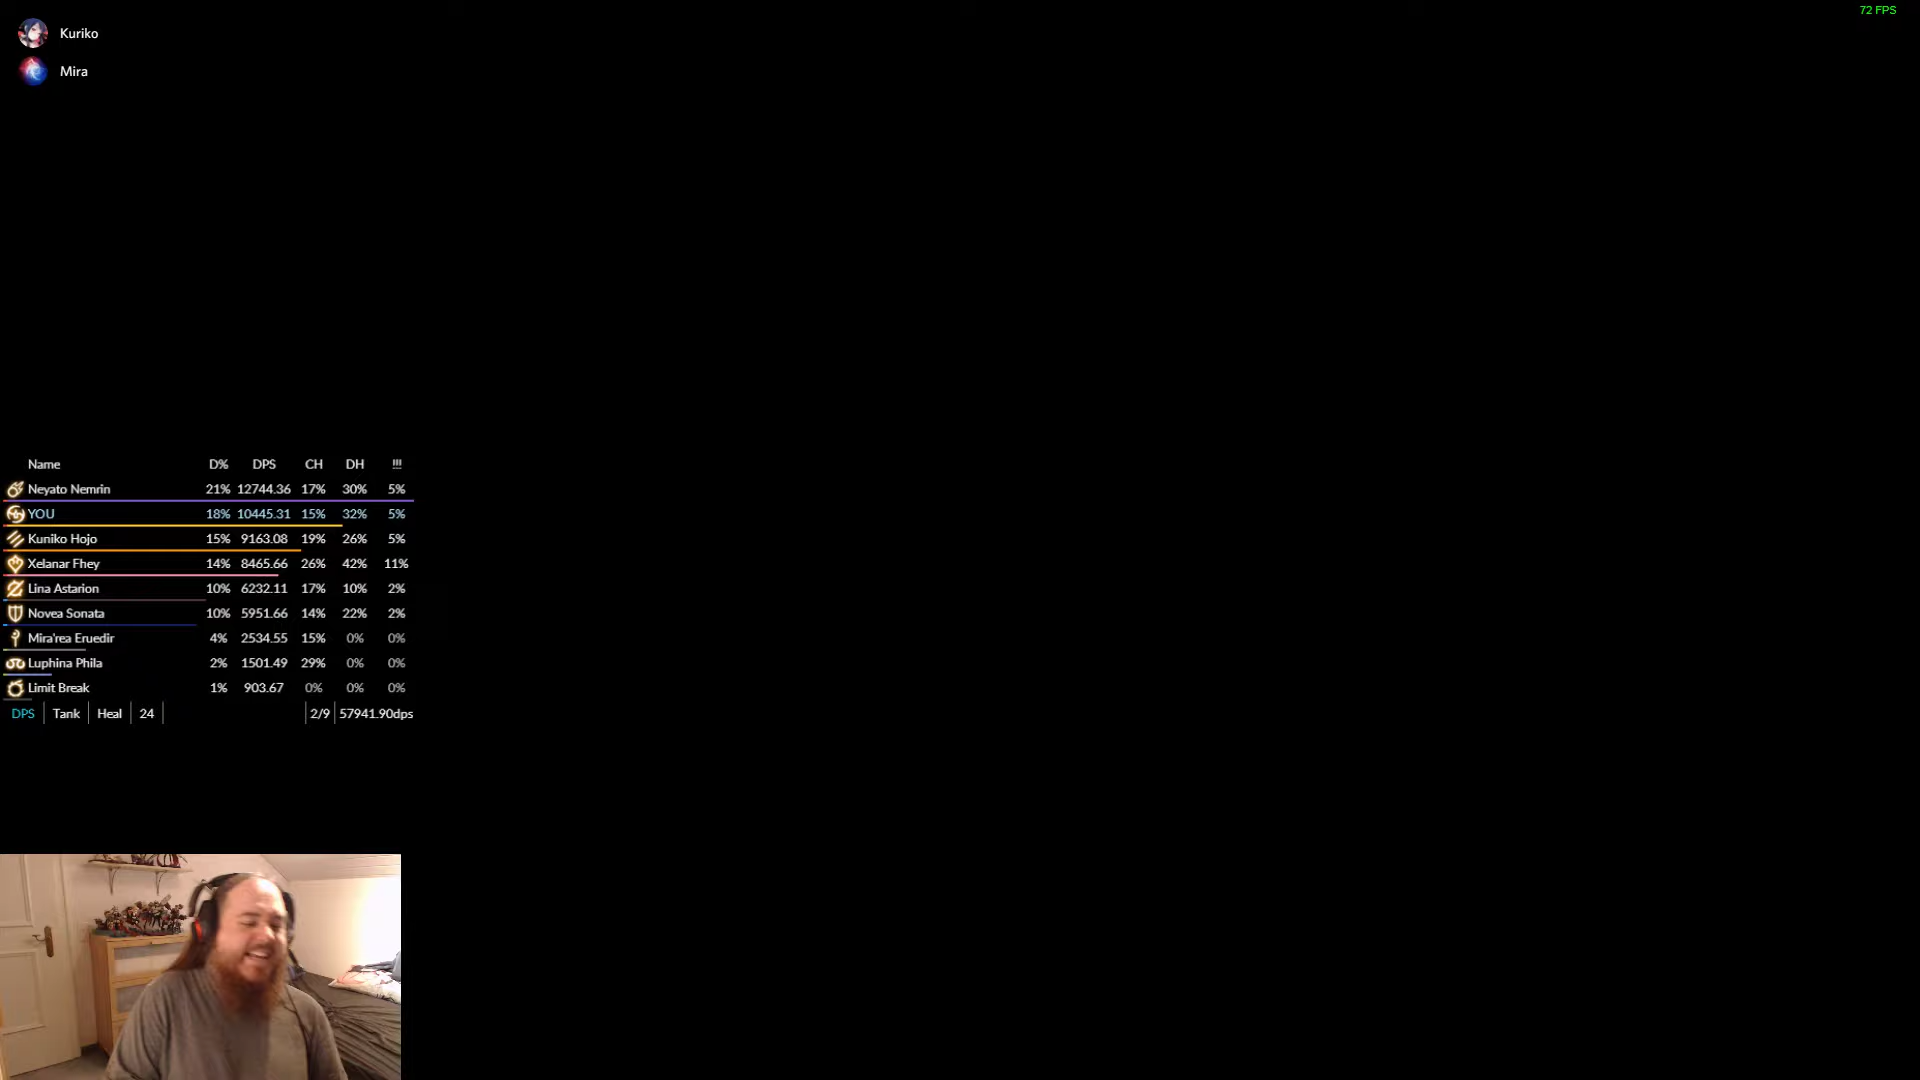 72 FPS
Kuriko
Mira
Name D% DPS CH DH !!!
Neyato Nemrin 21% 12744.36 17% 30% 5%
YOU 18% 10445.31 15% 32% 5%
Kuniko Hojo 15% 9163.08 19% 26% 5%
Xelanar Fhey 14% 8465.66 26% 42% 11%
Lina Astarion 10% 6232.11 17% 10% 2%
Novea Sonata 10% 5951.66 14% 22% 2%
Mira'rea Eruedir 4% 2534.55 15% 0% 0%
Luphina Phila 2% 1501.49 29% 0% 0%
Limit Break 1% 903.67 0% 0% 0%
DPS Tank Heal 24 2/9 57941.90dps